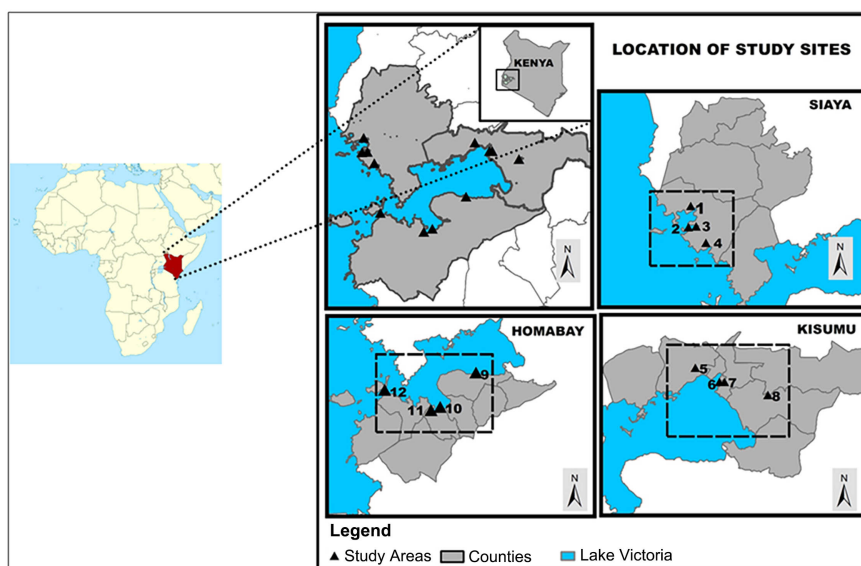 LOCATION OF STUDY SITES
KENYA
N
SIAYA
1
2 3
4
N
HOMABAY
9
12
11 10
N
KISUMU
5
6 7
8
N
Legend
Study Areas Counties Lake Victoria